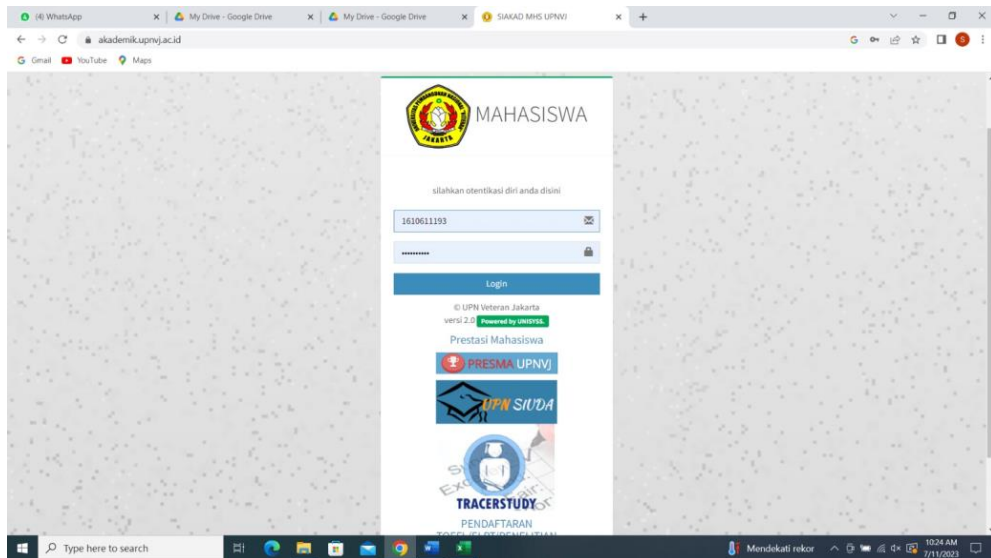 (4) WhatsApp
My Drive - Google Drive
My Drive - Google Drive
SIAKAD MHS UPNVJ
akademik.upnvj.ac.id
Gmail
YouTube
Maps
S
MAHASISWA
JAKARTA
silahkan otentikasi diri anda disini
1610611193
••••••••••
Login
© UPN Veteran Jakarta
versi 2.0 Powered by UNISYSS.
Prestasi Mahasiswa
PRESMA UPNVJ
UPN SIUDA
TRACERSTUDY
PENDAFTARAN
Type here to search
Mendekati rekor
10:24 AM
7/11/2023